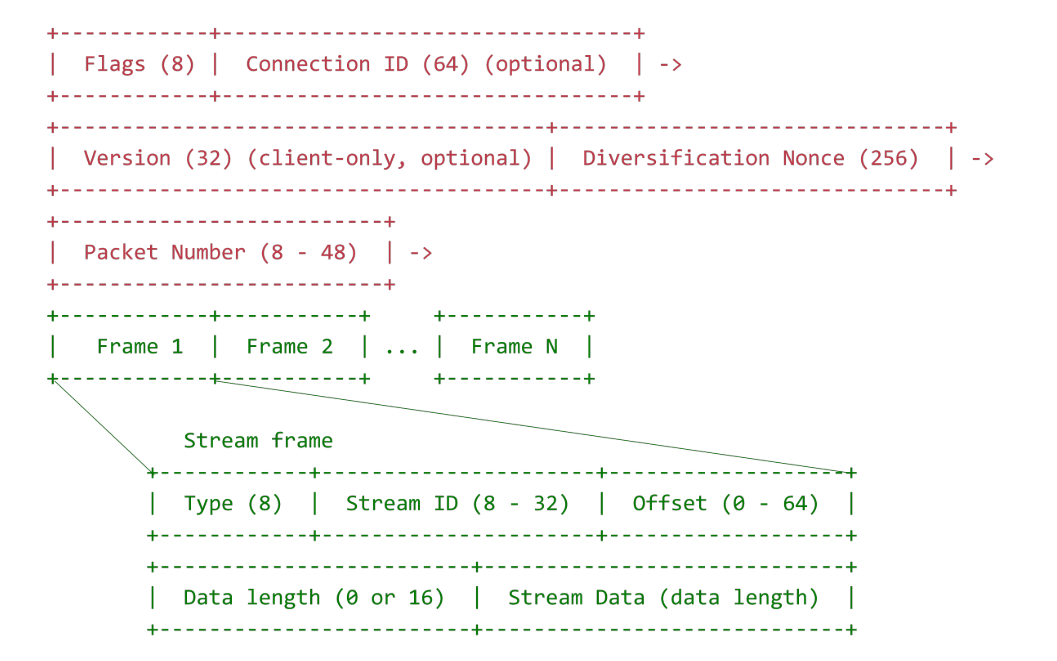 +------------+--------------------------------+
|  Flags (8) |  Connection ID (64) (optional)  | ->
+------------+--------------------------------+
+--------------------------------------+------------------------------+
|  Version (32) (client-only, optional) |  Diversification Nonce (256)  | ->
+--------------------------------------+------------------------------+
+-------------------------+
|  Packet Number (8 - 48)  | ->
+-------------------------+
+------------+-----------+     +-----------+
|   Frame 1  |  Frame 2  | ... |  Frame N  |
+------------+-----------+     +-----------+
Stream frame
+------------+----------------------+-------------------+
|  Type (8)  |  Stream ID (8 - 32)  |  Offset (0 - 64)  |
+------------+----------------------+-------------------+
+-------------------------+-----------------------------+
|  Data length (0 or 16)  |  Stream Data (data length)  |
+-------------------------+-----------------------------+